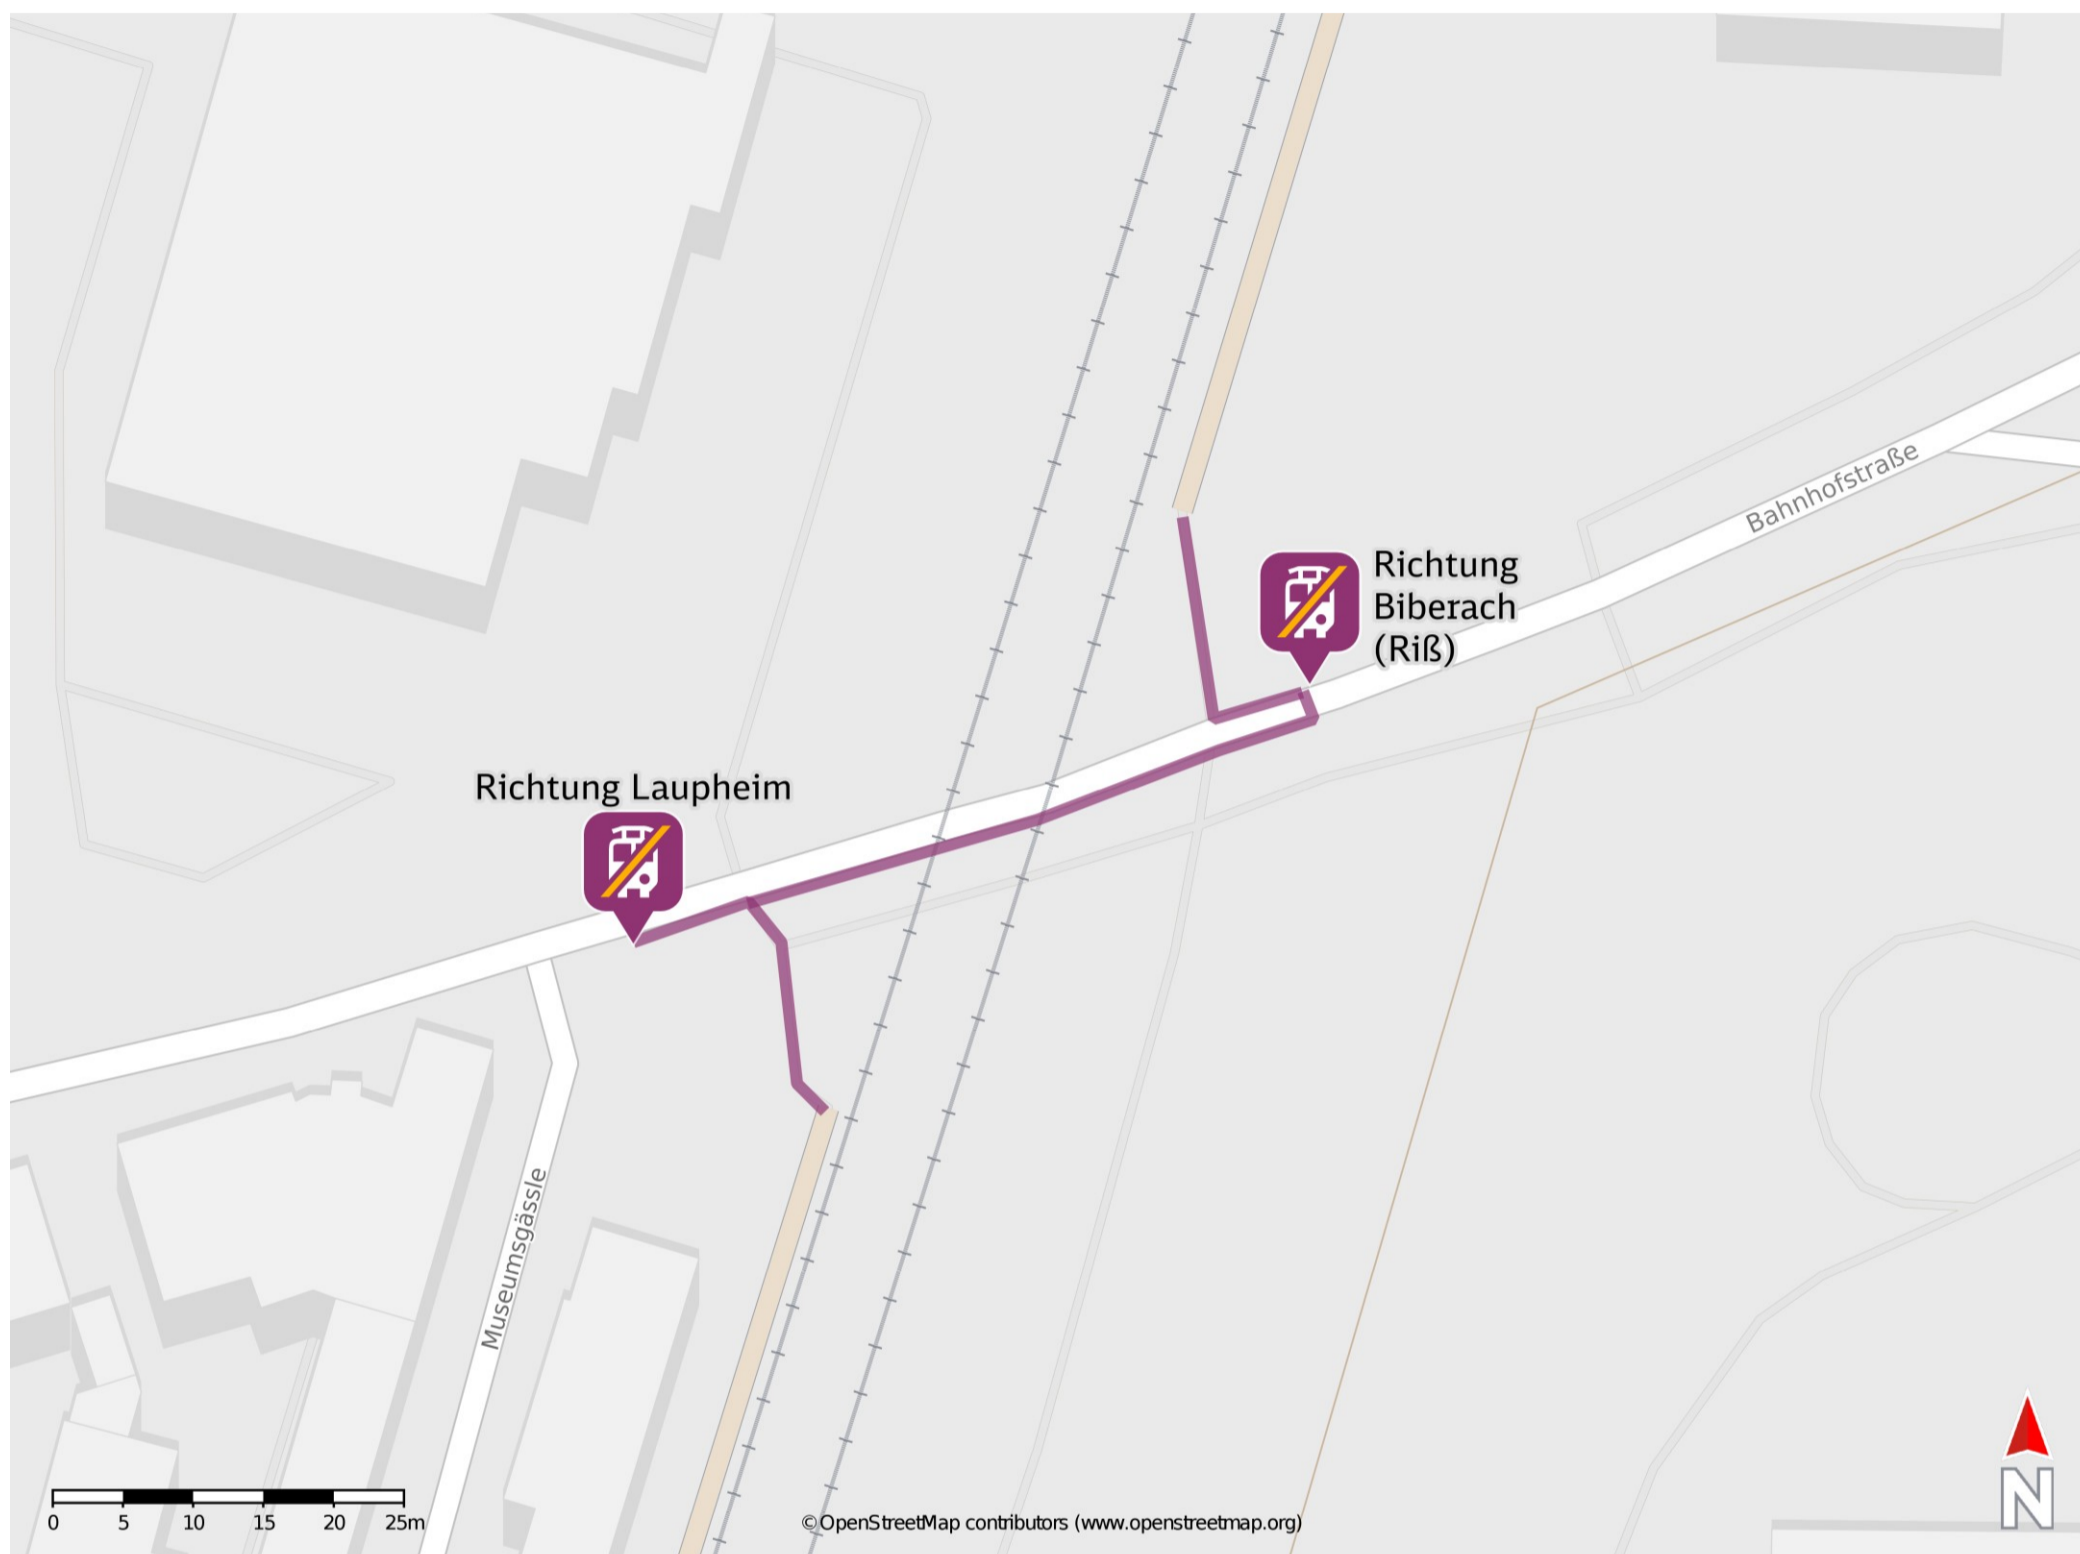 Bahnhofstraße
Richtung
Biberach
(Riß)
Richtung Laupheim
Museumsgässle
0 5 10 15 20 25m
©OpenStreetMap contributors (www.openstreetmap.org)
N